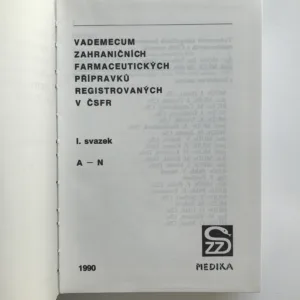 VADEMECUM
ZAHRANIČNÍCH
FARMACEUTICKÝCH
PŘÍPRAVKŮ
REGISTROVANÝCH
V ČSFR
I. svazek
A – N
1990
MEDIKA